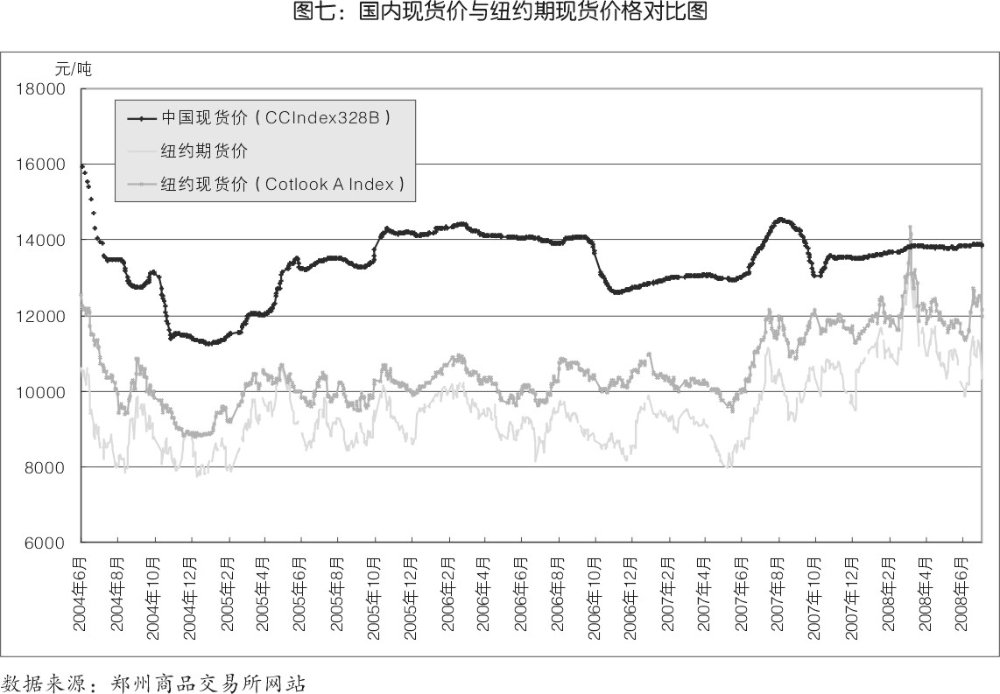 图七：国内现货价与纽约期现货价格对比图
元/吨
18000
16000
14000
12000
10000
8000
6000
中国现货价（CCIndex328B）
纽约期货价
纽约现货价（Cotlook A Index）
2004年6月
2004年8月
2004年10月
2004年12月
2005年2月
2005年4月
2005年6月
2005年8月
2005年10月
2005年12月
2006年2月
2006年4月
2006年6月
2006年8月
2006年10月
2006年12月
2007年2月
2007年4月
2007年6月
2007年8月
2007年10月
2007年12月
2008年2月
2008年4月
2008年6月
数据来源：郑州商品交易所网站